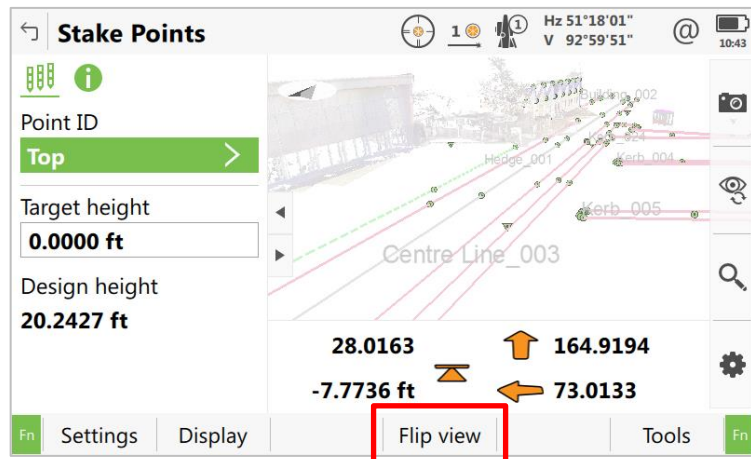 Stake Points
1
1
Hz 51°18'01"
V 92°59'51"
@
10:43
Point ID
Top
Target height
0.0000 ft
Design height
20.2427 ft
Building_002
Hedge_001
Kerb_004
Kerb_005
Centre Line_003
28.0163
164.9194
-7.7736 ft
73.0133
Fn
Settings
Display
Flip view
Tools
Fn